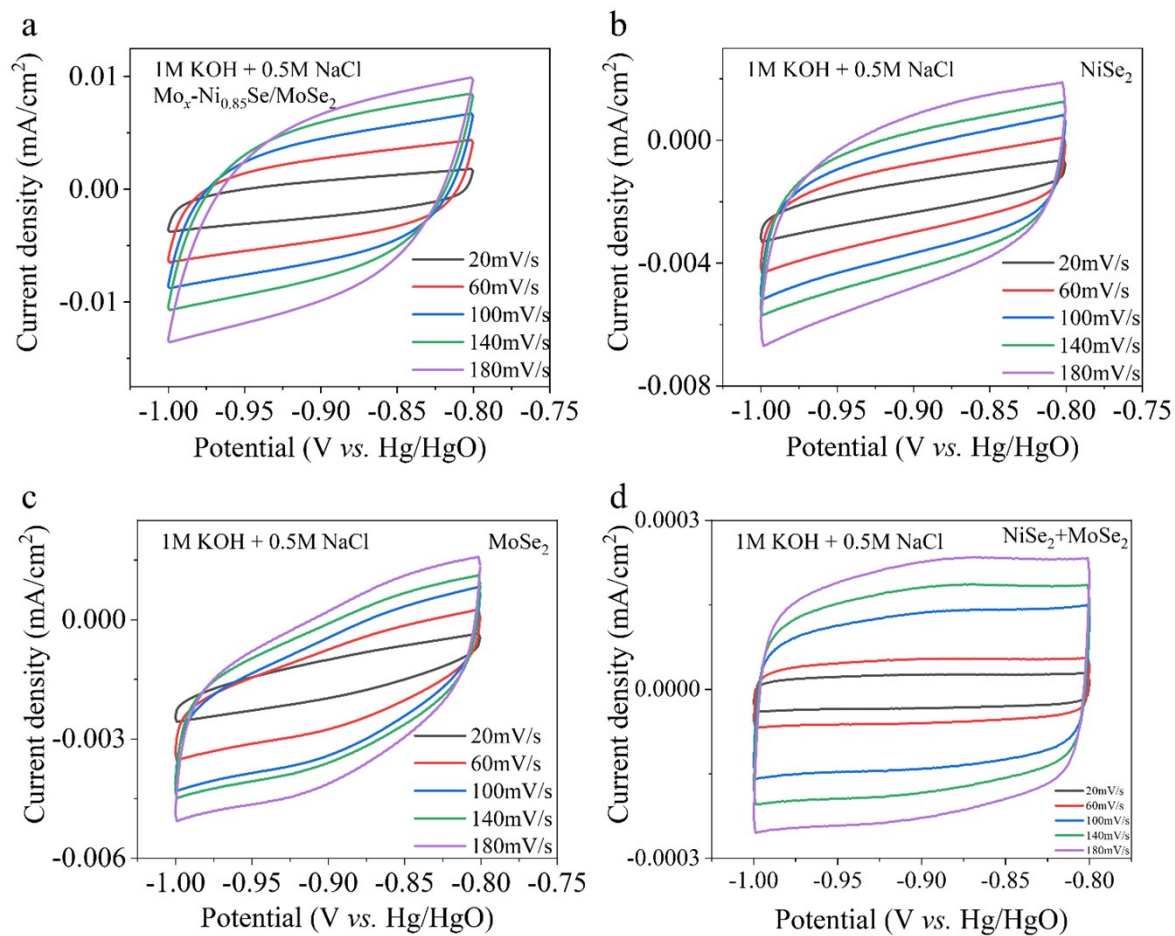 a
1M KOH + 0.5M NaCl
Moₓ-Ni₀.₈₅Se/MoSe₂
0.01
0.00
-0.01
Current density (mA/cm²)
20mV/s
60mV/s
100mV/s
140mV/s
180mV/s
-1.00 -0.95 -0.90 -0.85 -0.80 -0.75
Potential (V vs. Hg/HgO)
b
1M KOH + 0.5M NaCl NiSe₂
0.000
-0.004
-0.008
Current density (mA/cm²)
20mV/s
60mV/s
100mV/s
140mV/s
180mV/s
-1.00 -0.95 -0.90 -0.85 -0.80 -0.75
Potential (V vs. Hg/HgO)
c
1M KOH + 0.5M NaCl MoSe₂
0.000
-0.003
-0.006
Current density (mA/cm²)
20mV/s
60mV/s
100mV/s
140mV/s
180mV/s
-1.00 -0.95 -0.90 -0.85 -0.80 -0.75
Potential (V vs. Hg/HgO)
d
0.0003
1M KOH + 0.5M NaCl NiSe₂+MoSe₂
0.0000
-0.0003
Current density (mA/cm²)
20mV/s
60mV/s
100mV/s
140mV/s
180mV/s
-1.00 -0.95 -0.90 -0.85 -0.80
Potential (V vs. Hg/HgO)